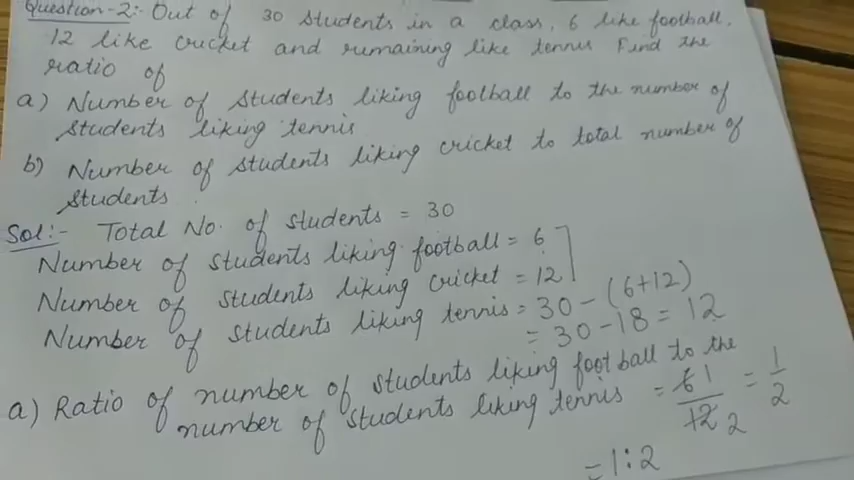 Question-2:- Out of 30 students in a class, 6 like football,
12 like cricket and remaining like tennis Find the
ratio of
a) Number of students liking football to the number of
students liking tennis
b) Number of students liking cricket to total number of
students
Sol:- Total No. of students = 30
Number of students liking football = 6
Number of students liking cricket = 12
Number of students liking tennis = 30 - (6+12)
= 30 - 18 = 12
a) Ratio of number of students liking football to the
number of students liking tennis = 6 1 / 12 2 = 1/2
= 1:2